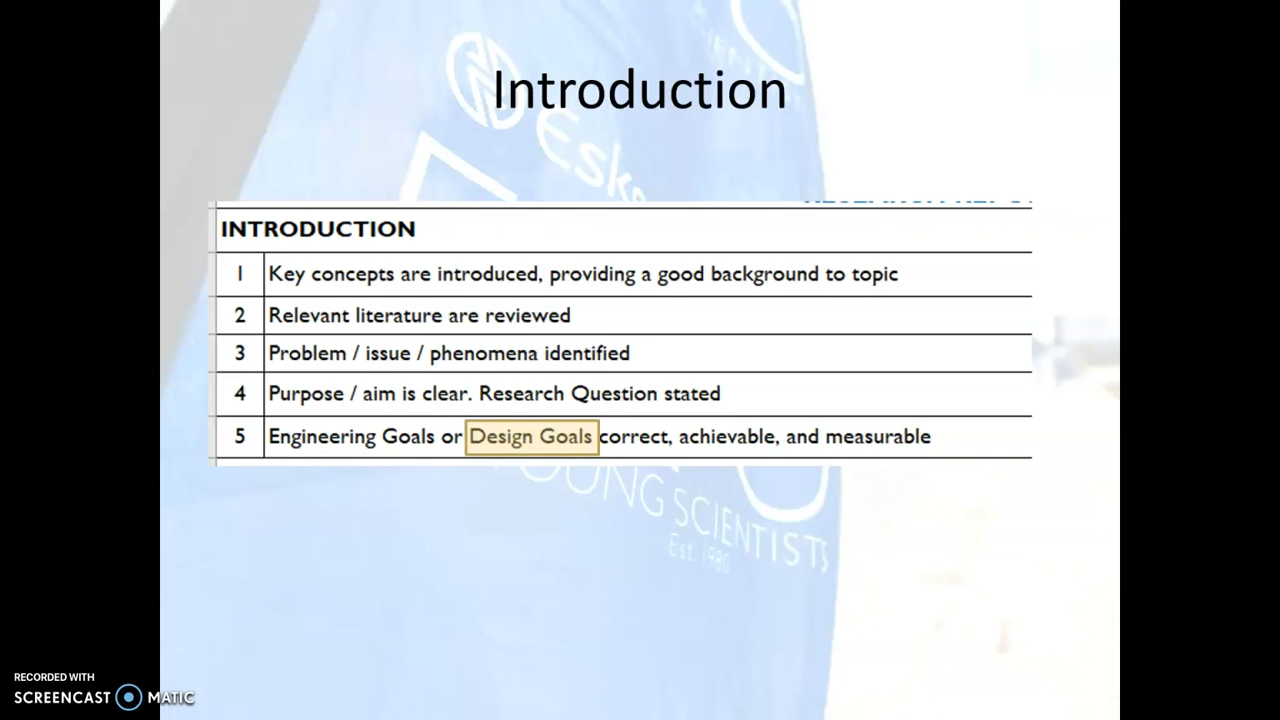 Introduction
Esk
INTRODUCTION
1 Key concepts are introduced, providing a good background to topic
2 Relevant literature are reviewed
3 Problem / issue / phenomena identified
4 Purpose / aim is clear. Research Question stated
5 Engineering Goals or Design Goals correct, achievable, and measurable
YOUNG SCIENTISTS
Est. 1980
RECORDED WITH
SCREENCAST MATIC